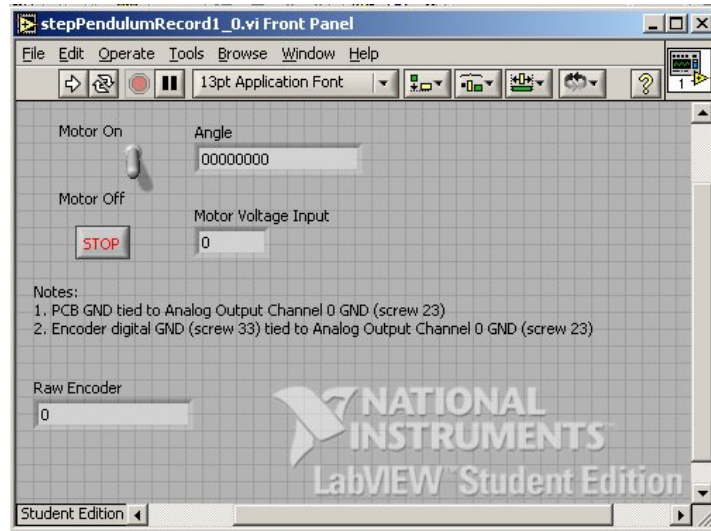 stepPendulumRecord1_0.vi Front Panel
File Edit Operate Tools Browse Window Help
13pt Application Font
1
Motor On
Angle
00000000
Motor Off
Motor Voltage Input
STOP
0
Notes:
1. PCB GND tied to Analog Output Channel 0 GND (screw 23)
2. Encoder digital GND (screw 33) tied to Analog Output Channel 0 GND (screw 23)
Raw Encoder
0
NATIONAL
INSTRUMENTS
LabVIEW™ Student Edition
Student Edition